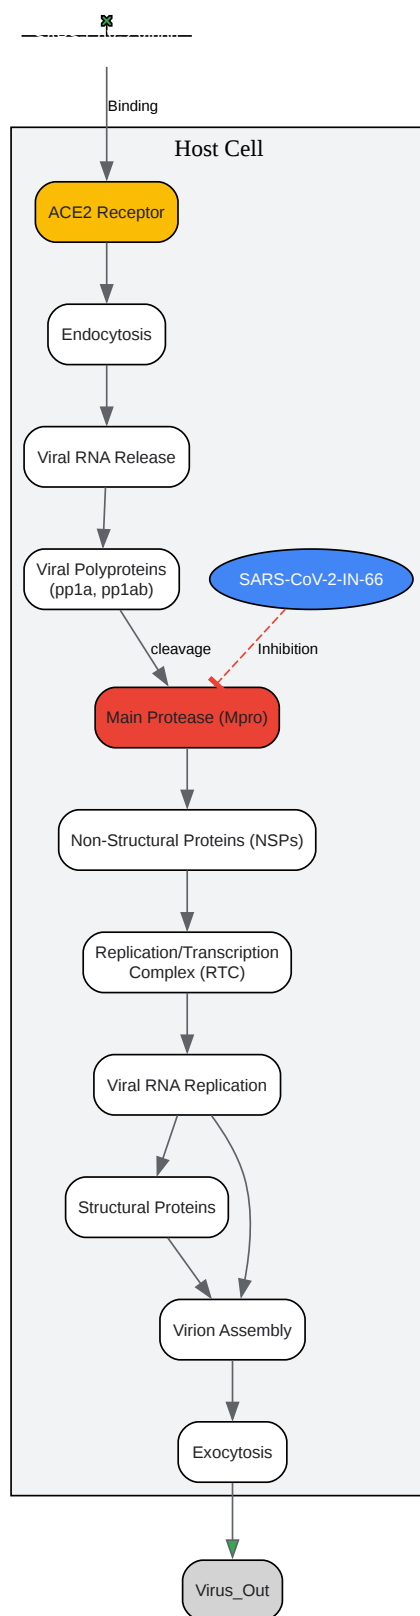 Binding
Host Cell
ACE2 Receptor
Endocytosis
Viral RNA Release
Viral Polyproteins
(pp1a, pp1ab)
SARS-CoV-2-IN-66
cleavage
Inhibition
Main Protease (Mpro)
Non-Structural Proteins (NSPs)
Replication/Transcription
Complex (RTC)
Viral RNA Replication
Structural Proteins
Virion Assembly
Exocytosis
Virus_Out